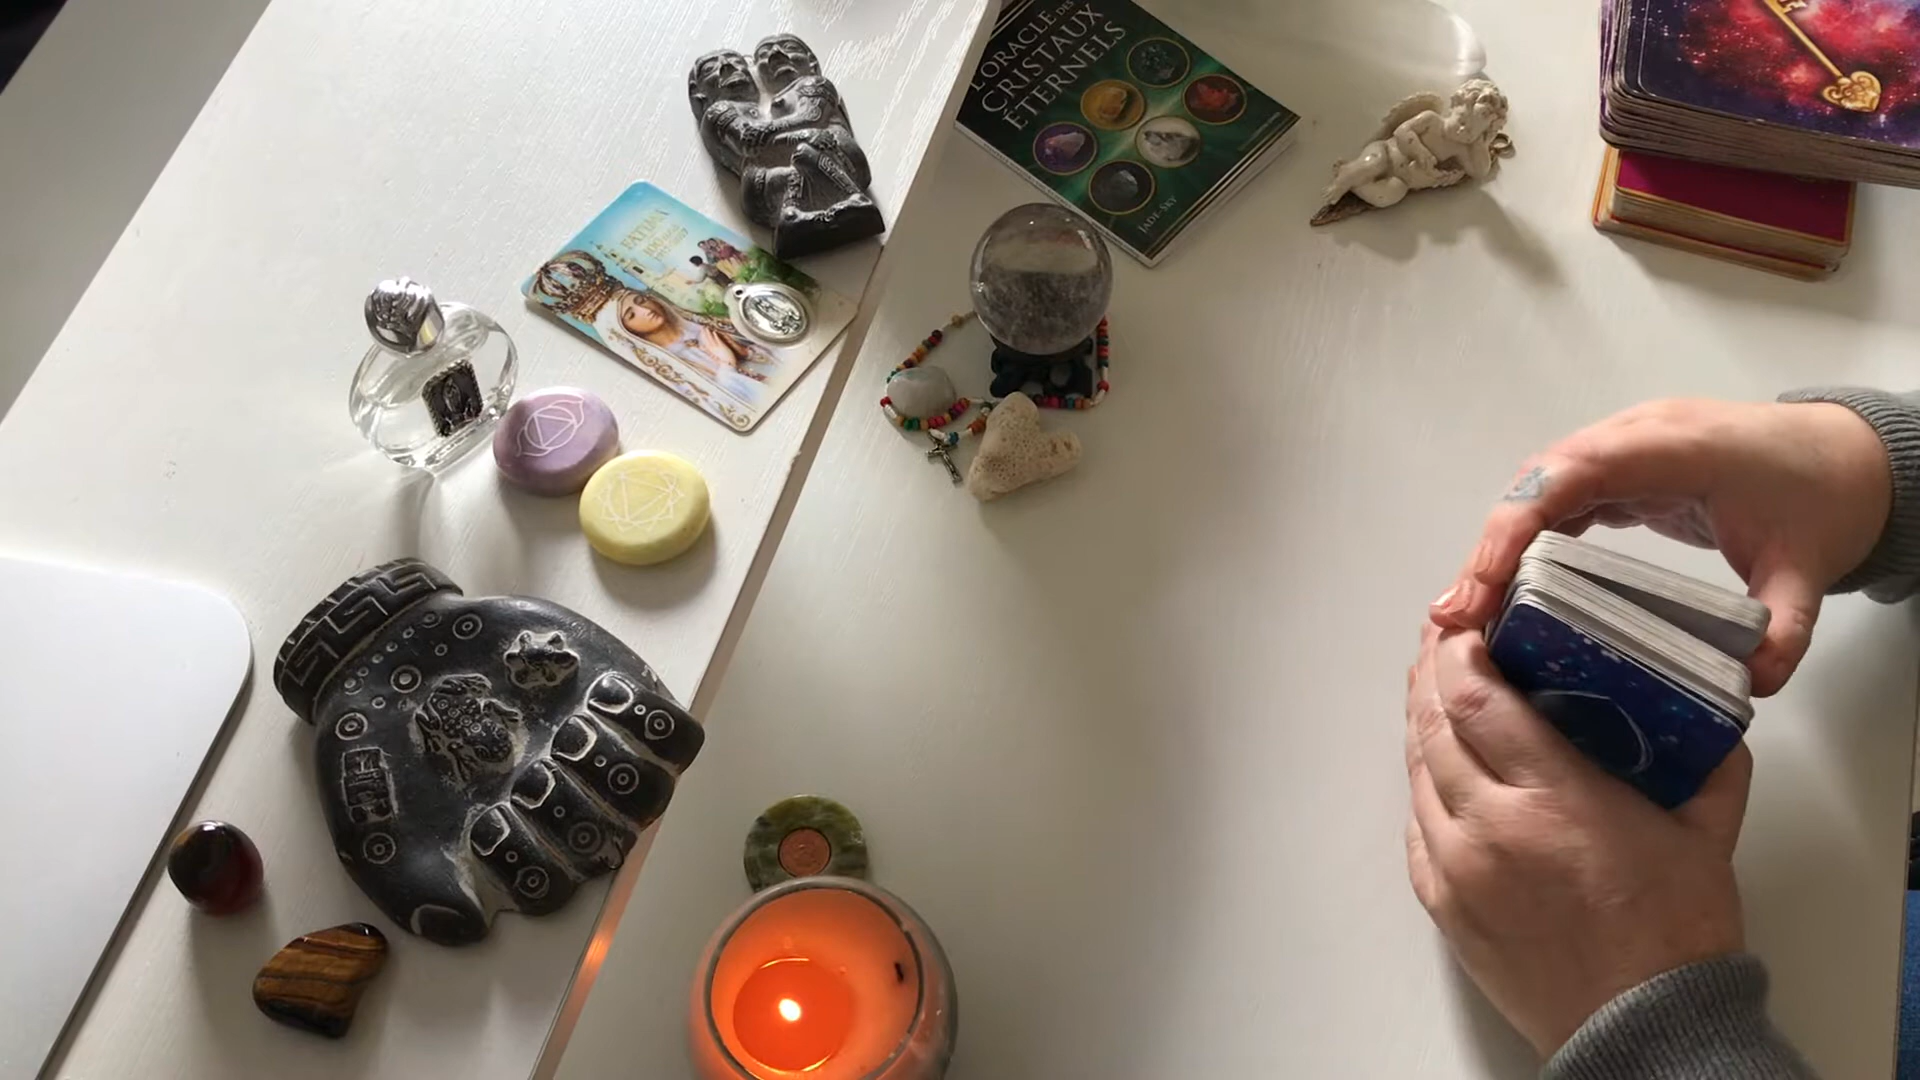 L'ORACLE DES
CRISTAUX
ÉTERNELS
JADE-SKY
FATIMA